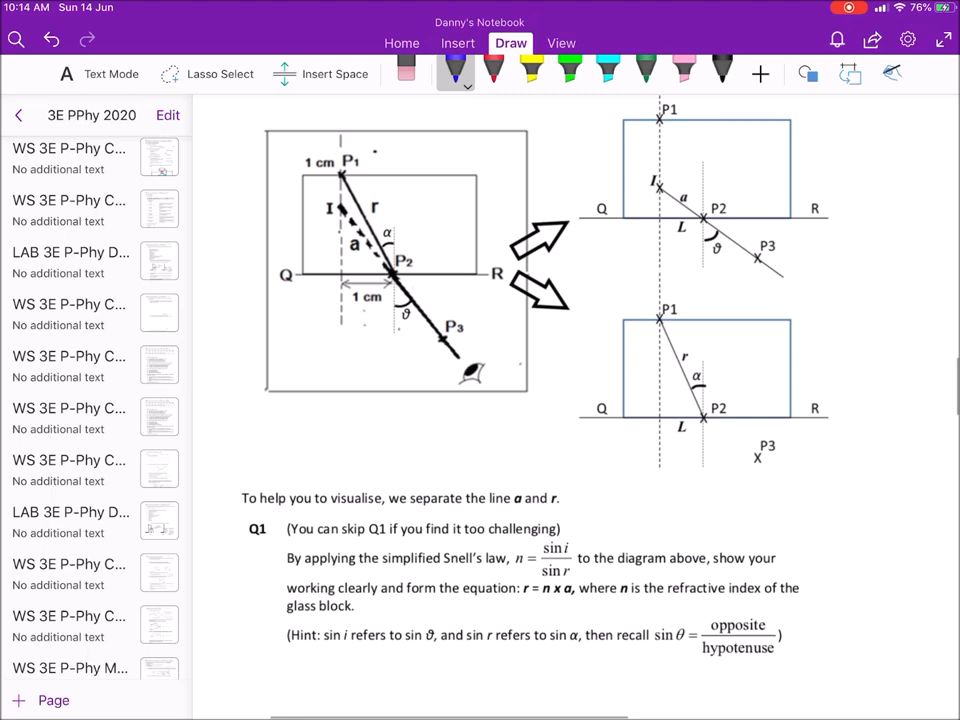 10:14 AM Sun 14 Jun
76%
Danny's Notebook
Home Insert Draw View
A Text Mode Lasso Select Insert Space
3E PPhy 2020 Edit
WS 3E P-Phy C...
No additional text
WS 3E P-Phy C...
No additional text
LAB 3E P-Phy D...
No additional text
WS 3E P-Phy C...
No additional text
WS 3E P-Phy C...
No additional text
WS 3E P-Phy C...
No additional text
WS 3E P-Phy C...
No additional text
LAB 3E P-Phy D...
No additional text
WS 3E P-Phy C...
No additional text
WS 3E P-Phy C...
No additional text
WS 3E P-Phy M...
+ Page
1 cm P1
I r
α
a
P2
Q R
1 cm
ϑ
P3
P1
I
a
Q P2 R
L
ϑ
P3
P1
r
α
Q P2 R
L
P3
To help you to visualise, we separate the line a and r.
Q1 (You can skip Q1 if you find it too challenging)
By applying the simplified Snell's law, n = sin i / sin r to the diagram above, show your
working clearly and form the equation: r = n x a, where n is the refractive index of the
glass block.
(Hint: sin i refers to sin ϑ, and sin r refers to sin α, then recall sin θ = opposite / hypotenuse )